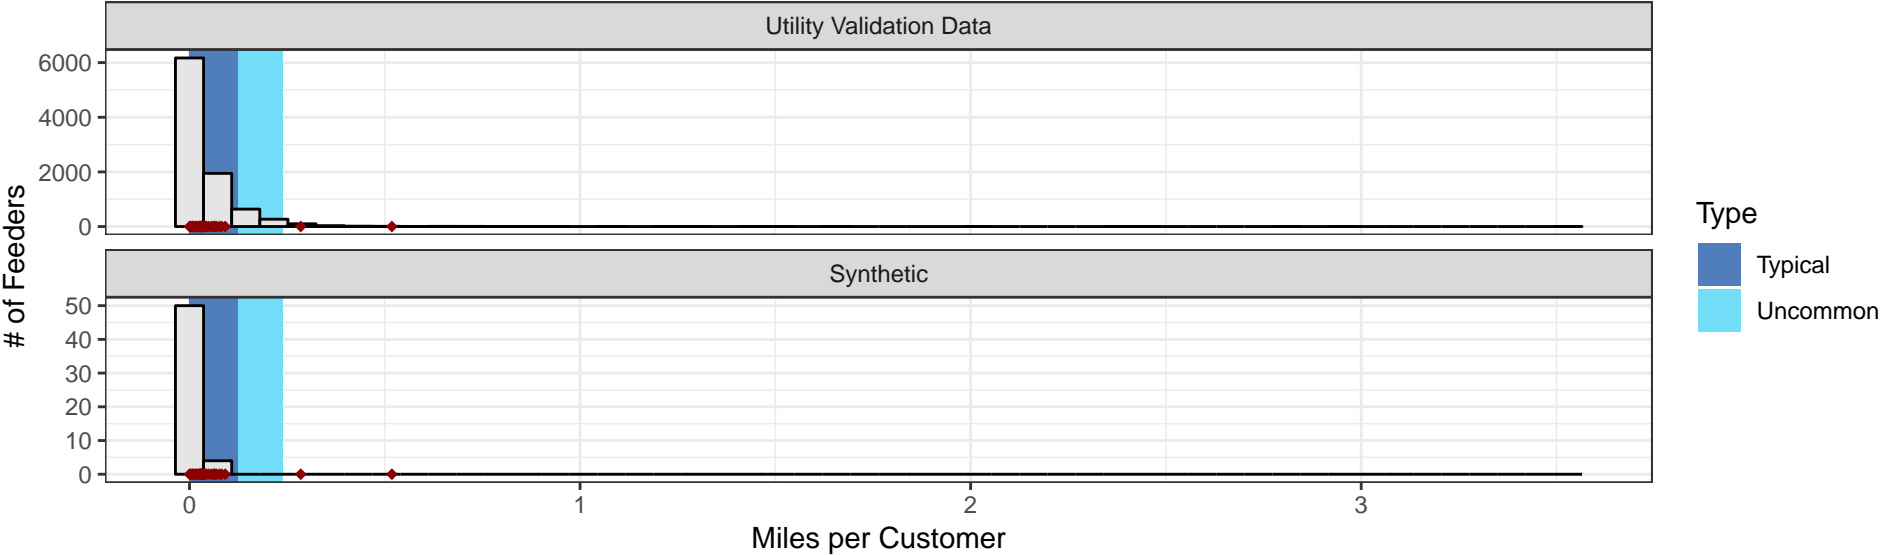 Utility Validation Data
6000
4000
2000
0
Synthetic
50
40
30
20
10
0
0 1 2 3
Miles per Customer
# of Feeders
Type
Typical
Uncommon